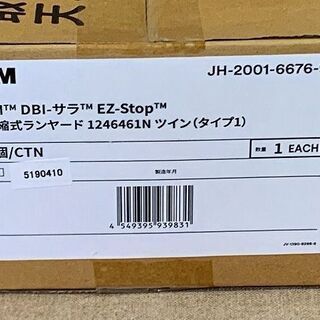 M JH-2001-6676-
M™ DBI-サラ™ EZ-Stop™
縮式ランヤード 1246461N ツイン(タイプ1)
個/CTN
数量 1 EACH
5190410
製造年月
4 549395 939831